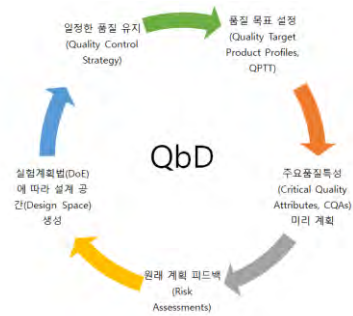 일정한 품질 유지
(Quality Control
Strategy)
품질 목표 설정
(Quality Target
Product Profiles,
QPTT)
QbD
실험계획법(DoE)
에 따라 설계 공
간(Design Space)
생성
주요품질특성
(Critical Quality
Attributes, CQAs)
미리 계획
원래 계획 피드백
(Risk
Assessments)